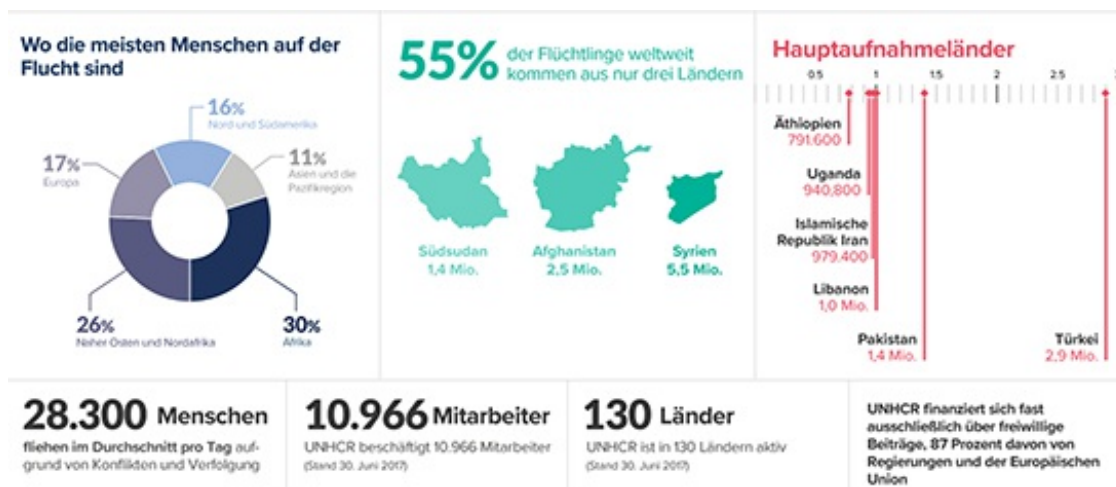 Wo die meisten Menschen auf der
Flucht sind
16%
Nord und Südamerika
17%
Europa
11%
Asien und die
Pazifikregion
26%
Naher Osten und Nordafrika
30%
Afrika
55% der Flüchtlinge weltweit
kommen aus nur drei Ländern
Südsudan
1,4 Mio.
Afghanistan
2,5 Mio.
Syrien
5,5 Mio.
Hauptaufnahmeländer
0.5 1 1.5 2 2.5
Äthiopien
791.600
Uganda
940,800
Islamische
Republik Iran
979.400
Libanon
1,0 Mio.
Pakistan
1,4 Mio.
Türkei
2,9 Mio.
28.300 Menschen
fliehen im Durchschnitt pro Tag auf-
grund von Konflikten und Verfolgung
10.966 Mitarbeiter
UNHCR beschäftigt 10.966 Mitarbeiter
(Stand 30. Juni 2017)
130 Länder
UNHCR ist in 130 Ländern aktiv
(Stand 30. Juni 2017)
UNHCR finanziert sich fast
ausschließlich über freiwillige
Beiträge, 87 Prozent davon von
Regierungen und der Europäischen
Union